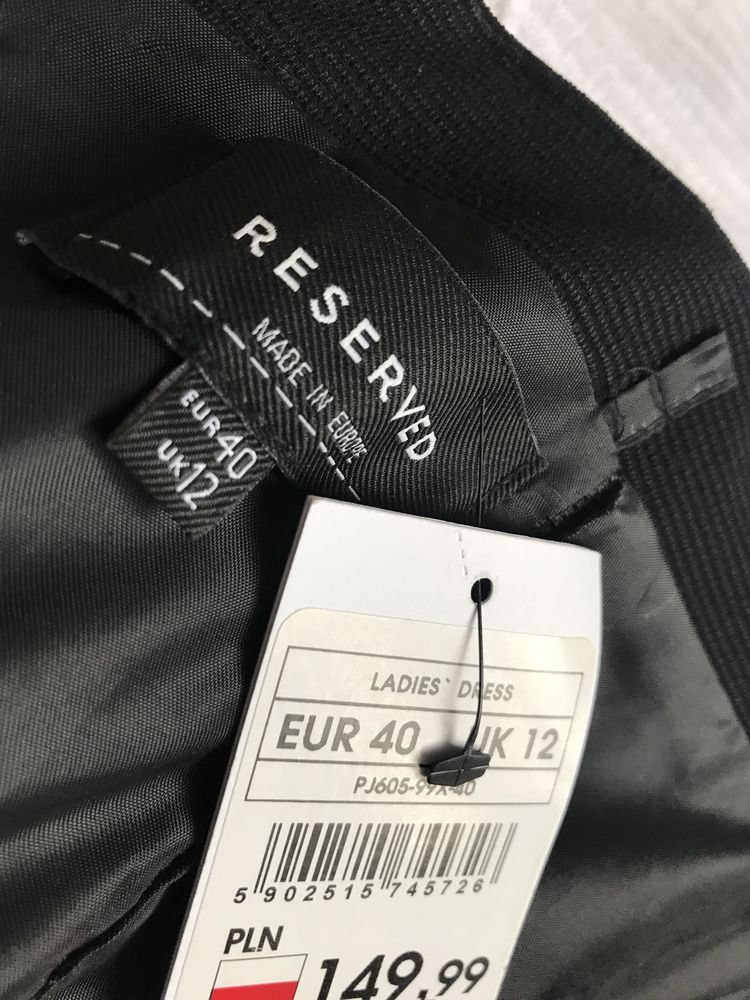 RESERVED
MADE IN EUROPE
EUR 40
UK 12
LADIES` DRESS
EUR 40 UK 12
PJ605-99X-40
5 902515 745726
PLN
149,99